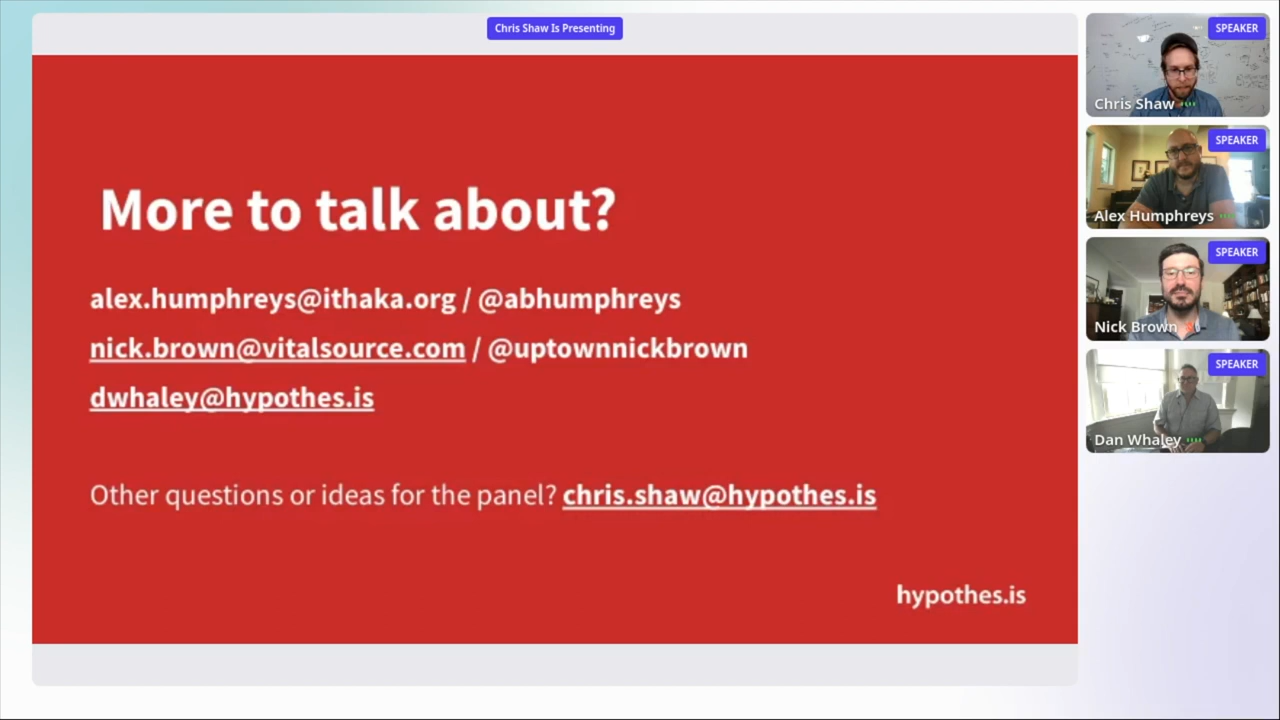 Chris Shaw Is Presenting
More to talk about?
alex.humphreys@ithaka.org / @abhumphreys
nick.brown@vitalsource.com / @uptownnickbrown
dwhaley@hypothes.is
Other questions or ideas for the panel? chris.shaw@hypothes.is
hypothes.is
SPEAKER
Chris Shaw
SPEAKER
Alex Humphreys
SPEAKER
Nick Brown
SPEAKER
Dan Whaley